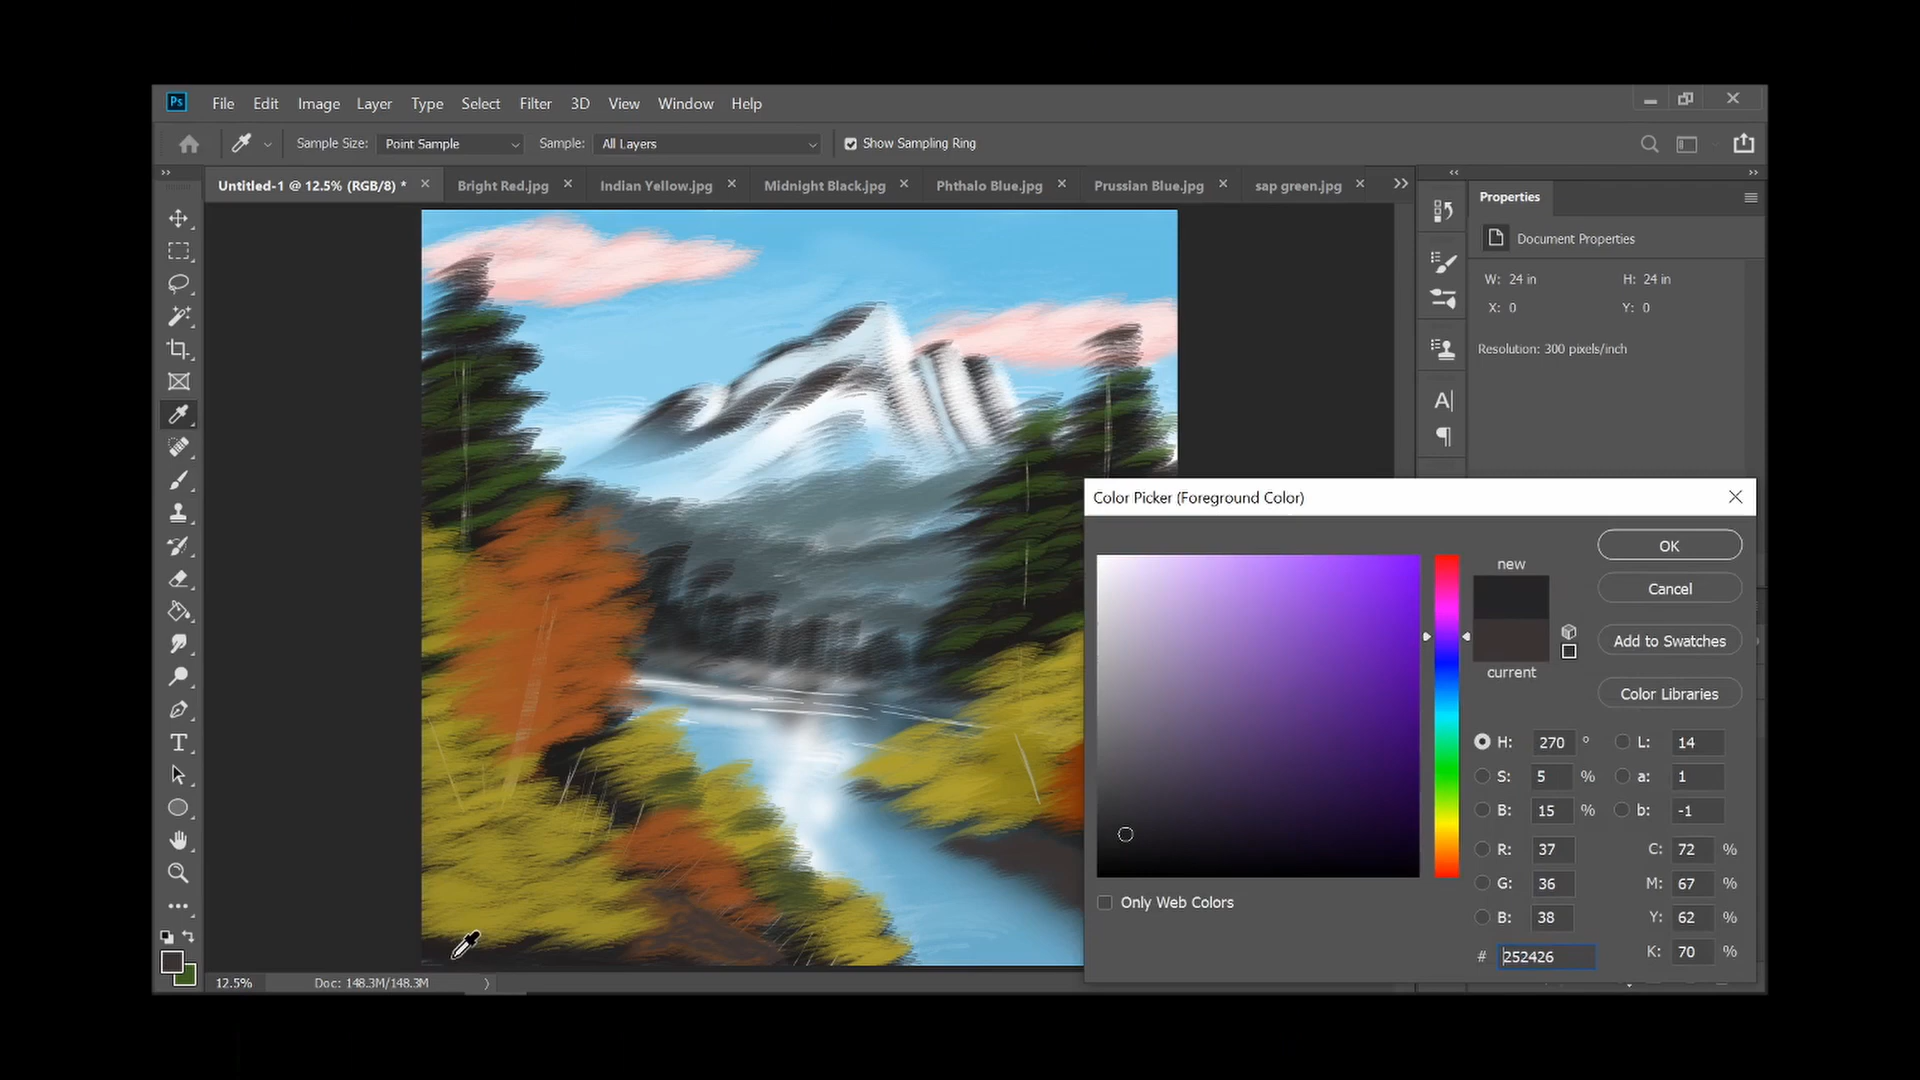 Ps File Edit Image Layer Type Select Filter 3D View Window Help
Sample Size: Point Sample Sample: All Layers Show Sampling Ring
Untitled-1 @ 12.5% (RGB/8) * Bright Red.jpg Indian Yellow.jpg Midnight Black.jpg Phthalo Blue.jpg Prussian Blue.jpg sap green.jpg
Properties
Document Properties
W: 24 in H: 24 in
X: 0 Y: 0
Resolution: 300 pixels/inch
Color Picker (Foreground Color)
OK
new
Cancel
Add to Swatches
current
Color Libraries
H: 270 ° L: 14
S: 5 % a: 1
B: 15 % b: -1
R: 37 C: 72 %
G: 36 M: 67 %
B: 38 Y: 62 %
# 252426 K: 70 %
Only Web Colors
12.5% Doc: 148.3M/148.3M